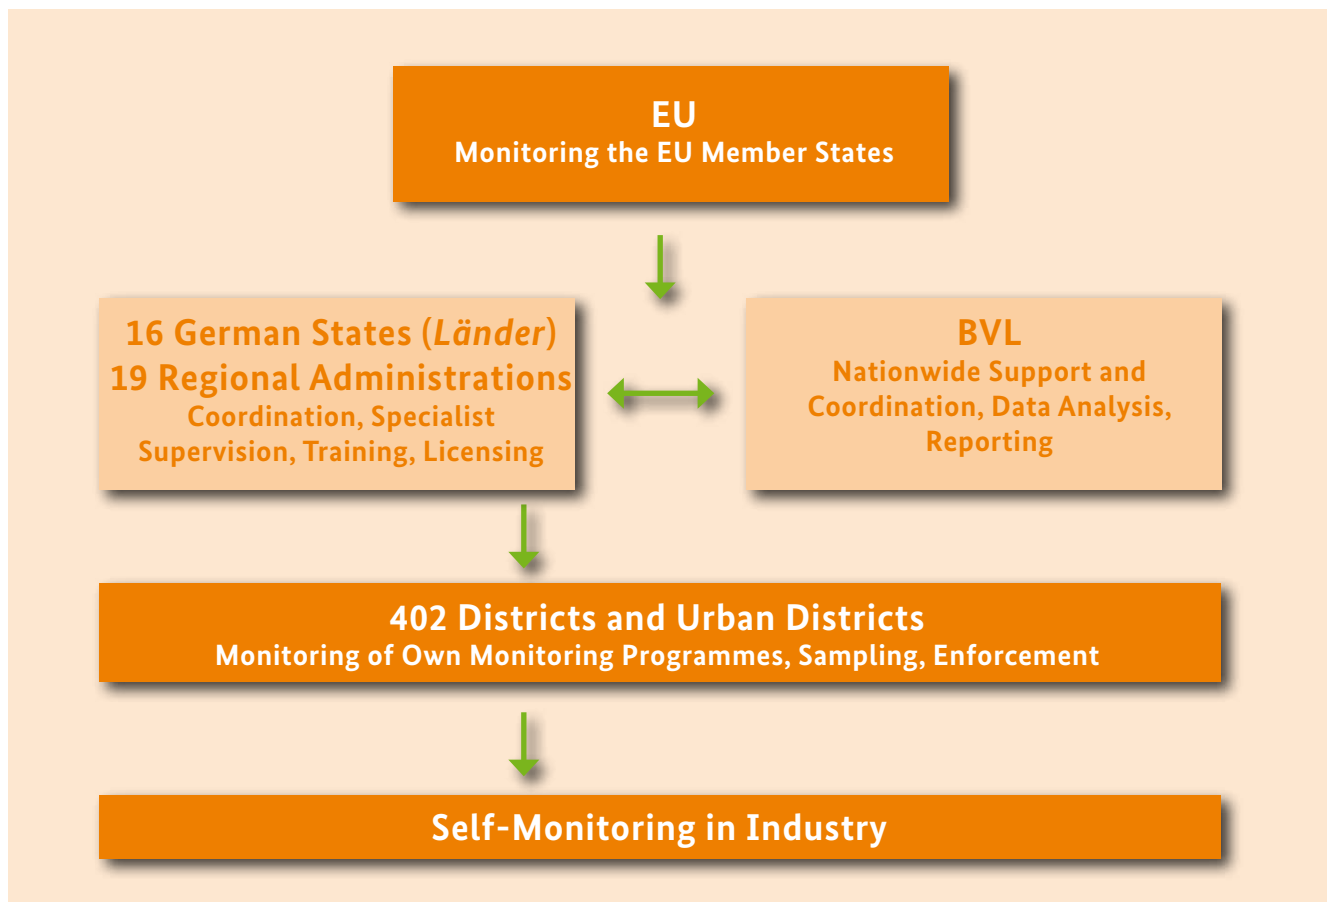 EU
Monitoring the EU Member States
16 German States (Länder)
19 Regional Administrations
Coordination, Specialist
Supervision, Training, Licensing
BVL
Nationwide Support and
Coordination, Data Analysis,
Reporting
402 Districts and Urban Districts
Monitoring of Own Monitoring Programmes, Sampling, Enforcement
Self-Monitoring in Industry